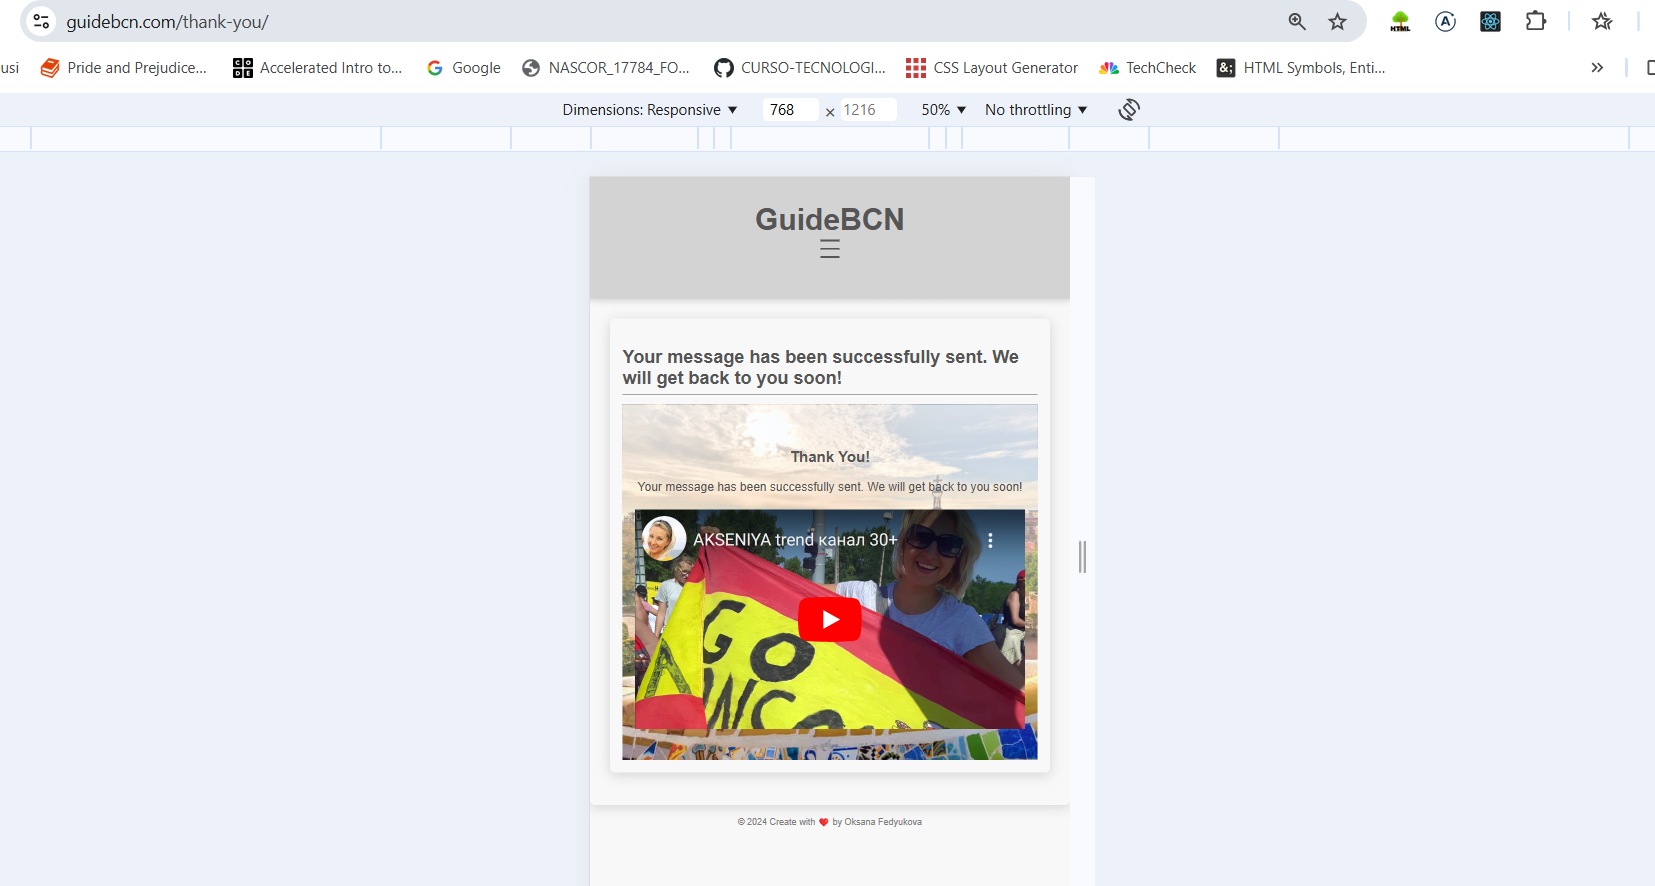 guidebcn.com/thank-you/
HTML
A
usi
Pride and Prejudice...
CODE
Accelerated Intro to...
Google
NASCOR_17784_FO...
CURSO-TECNOLOGI...
CSS Layout Generator
TechCheck
&;
HTML Symbols, Enti...
»
Dimensions: Responsive ▼ 768 × 1216 50% ▼ No throttling ▼
GuideBCN
Your message has been successfully sent. We
will get back to you soon!
Thank You!
Your message has been successfully sent. We will get back to you soon!
AKSENIYA trend канал 30+
GO
© 2024 Create with ❤️ by Oksana Fedyukova